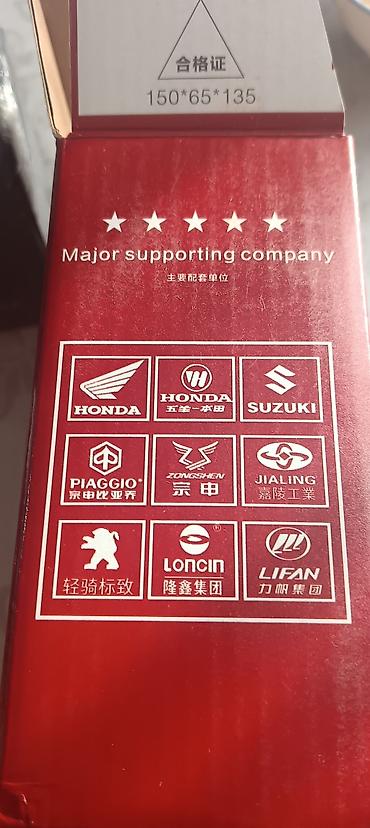 合格证
150*65*135
Major supporting company
主要配套单位
HONDA
HONDA
五羊-本田
SUZUKI
PIAGGIO
宗申比亚乔
ZONGSHEN
宗申
JIALING
嘉陵工業
轻骑标致
LONCIN
隆鑫集团
LIFAN
力帆集团